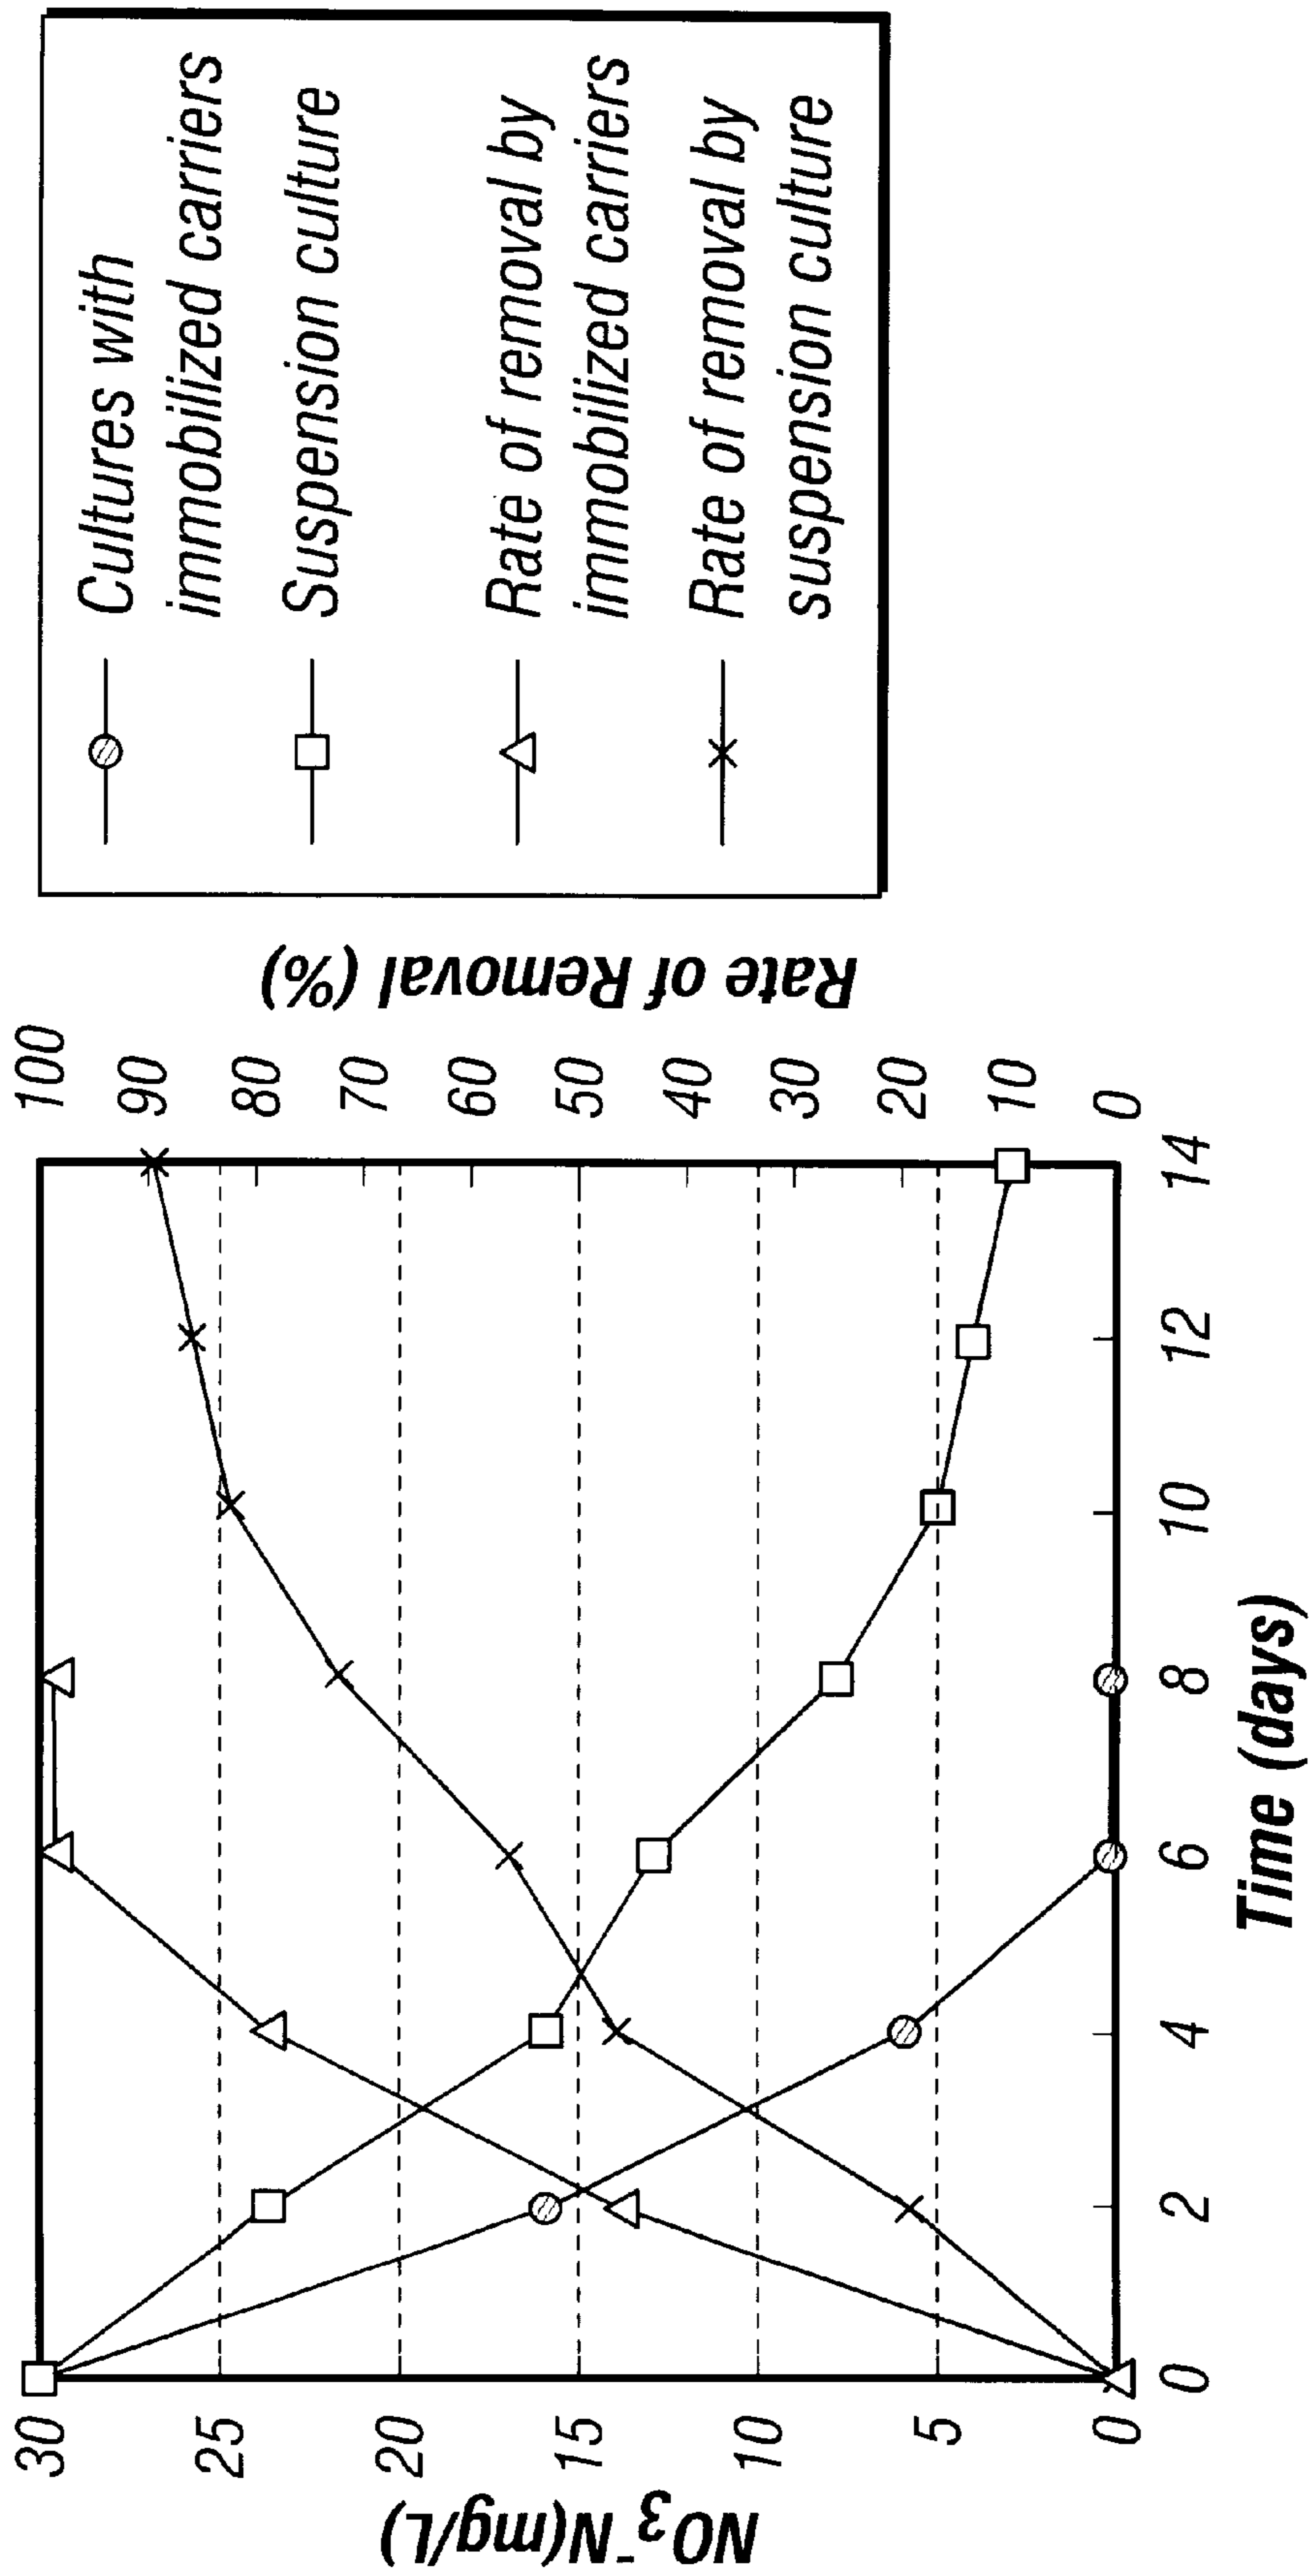 NO3-N(mg/L)
30
25
20
15
10
5
0
0 2 4 6 8 10 12 14
Time (days)
100
90
80
70
60
50
40
30
20
10
0
Rate of Removal (%)
Cultures with
immobilized carriers
Suspension culture
Rate of removal by
immobilized carriers
Rate of removal by
suspension culture